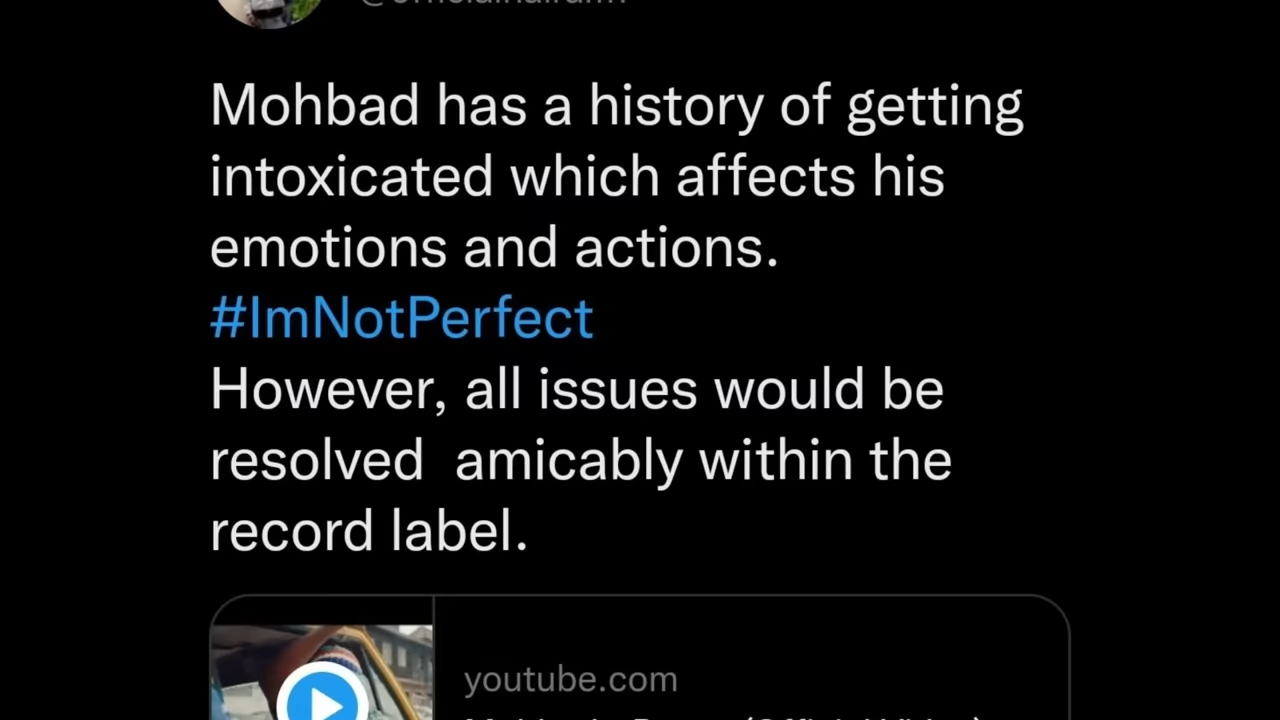 Mohbad has a history of getting
intoxicated which affects his
emotions and actions.
#ImNotPerfect
However, all issues would be
resolved  amicably within the
record label.
youtube.com